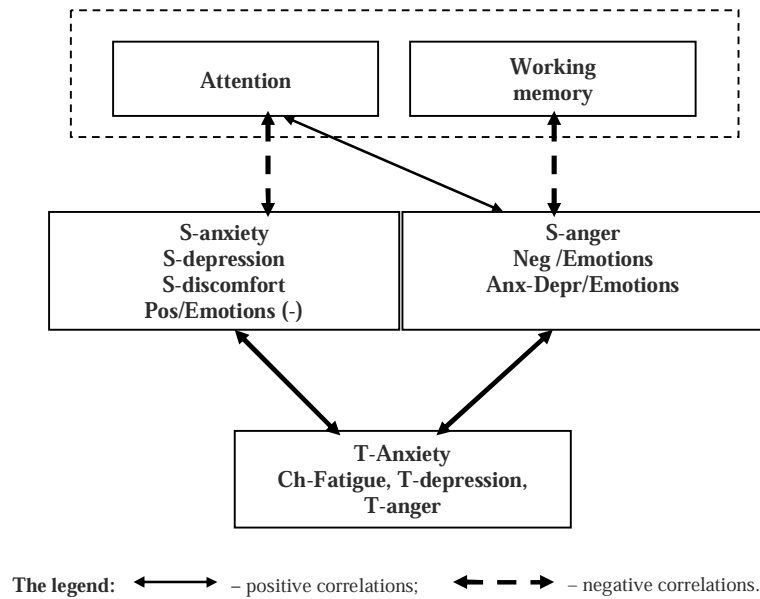 Attention
Working
memory
S-anxiety
S-depression
S-discomfort
Pos/Emotions (-)
S-anger
Neg /Emotions
Anx-Depr/Emotions
T-Anxiety
Ch-Fatigue, T-depression,
T-anger
The legend: – positive correlations; – negative correlations.